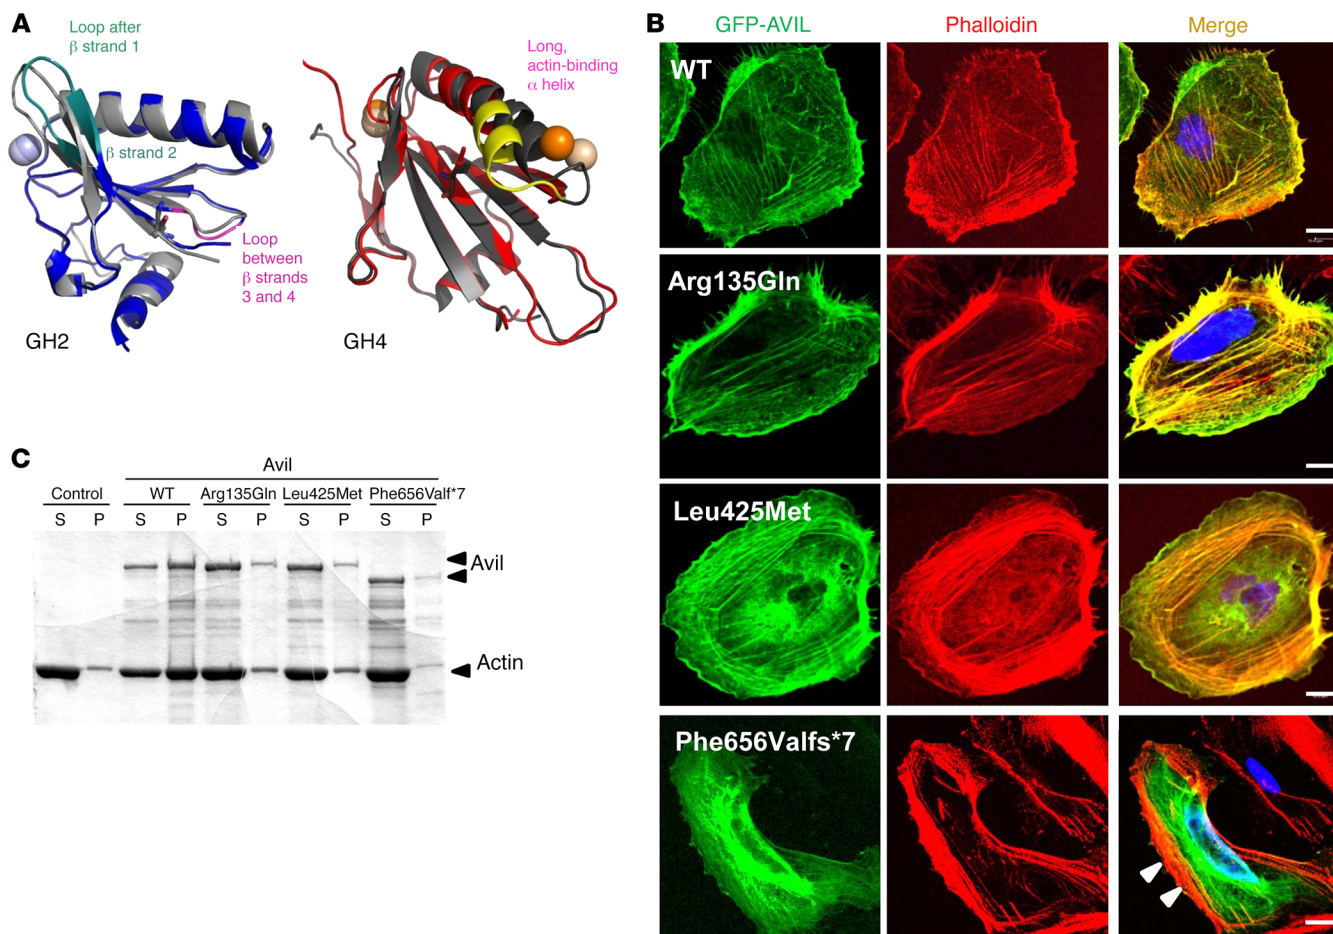 A
Loop after
β strand 1
β strand 2
Loop
between
β strands
3 and 4
GH2
Long,
actin-binding
α helix
GH4
B
GFP-AVIL
Phalloidin
Merge
WT
Arg135Gln
Leu425Met
Phe656Valfs*7
C
Avil
Control
WT
Arg135Gln
Leu425Met
Phe656Valf*7
S
P
S
P
S
P
S
P
S
P
Avil
Actin